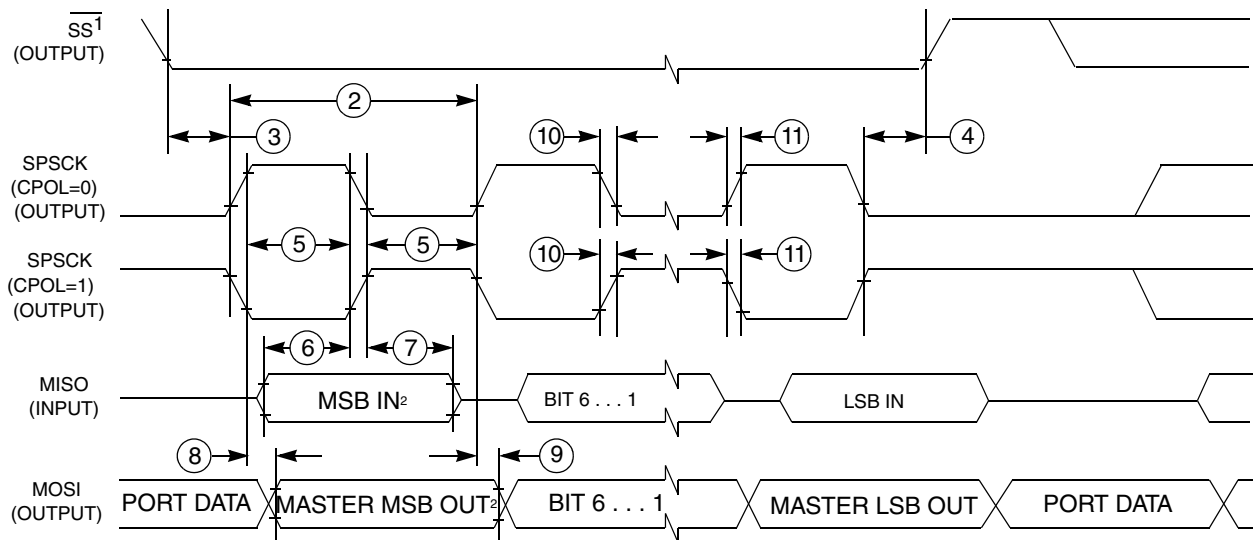 SS1
(OUTPUT)
2
3
10
11
4
SPSCK
(CPOL=0)
(OUTPUT)
5
5
SPSCK
(CPOL=1)
(OUTPUT)
10
11
6
7
MISO
(INPUT)
MSB IN2
BIT 6 . . . 1
LSB IN
8
9
MOSI
(OUTPUT)
PORT DATA
MASTER MSB OUT2
BIT 6 . . . 1
MASTER LSB OUT
PORT DATA